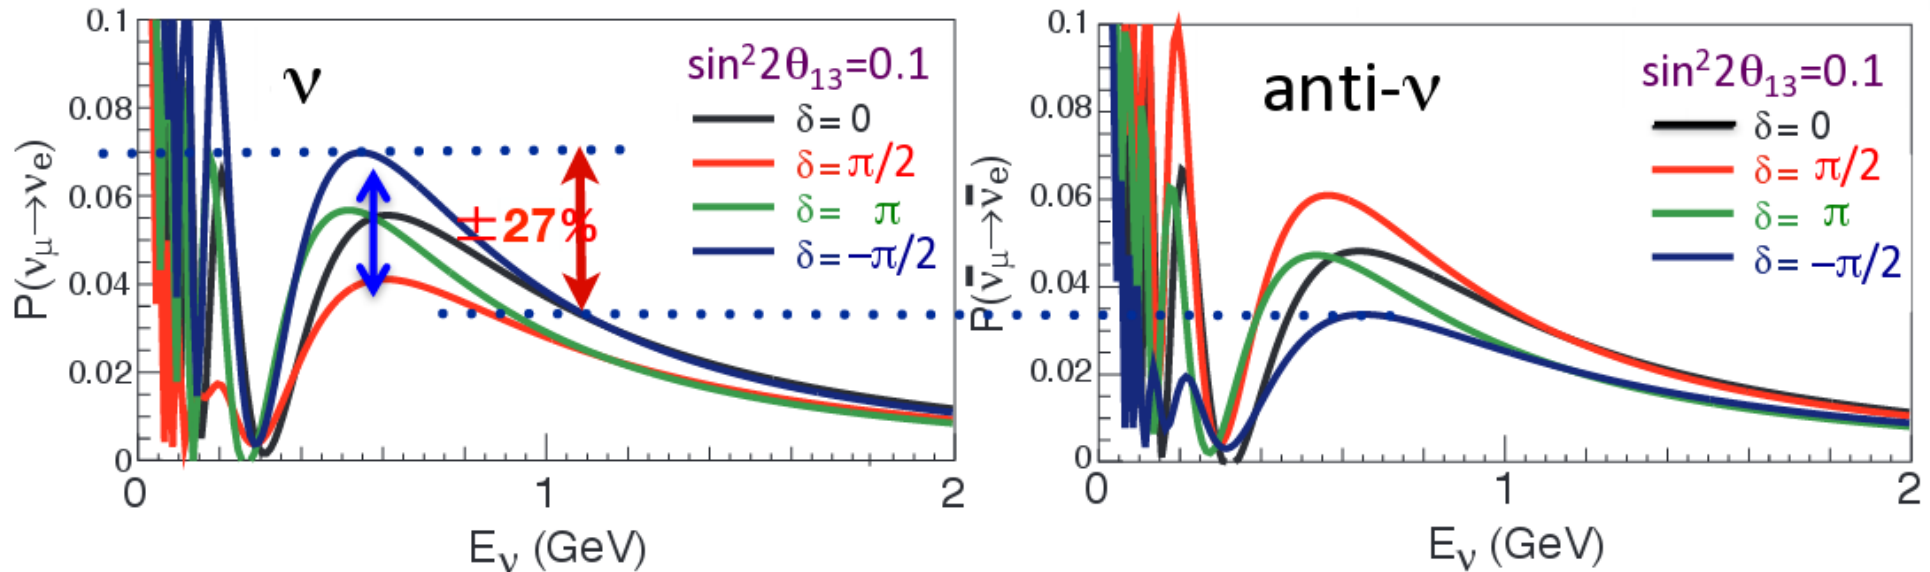 ν
sin²2θ₁₃=0.1
δ= 0
δ= π/2
δ= π
δ= −π/2
±27%
0.1
0.08
0.06
0.04
0.02
0
0
1
2
P(νμ→νe)
Eν (GeV)
anti-ν
sin²2θ₁₃=0.1
δ= 0
δ= π/2
δ= π
δ= −π/2
0.1
0.08
0.06
0.04
0.02
0
0
1
2
P(ν̄μ→ν̄e)
Eν (GeV)